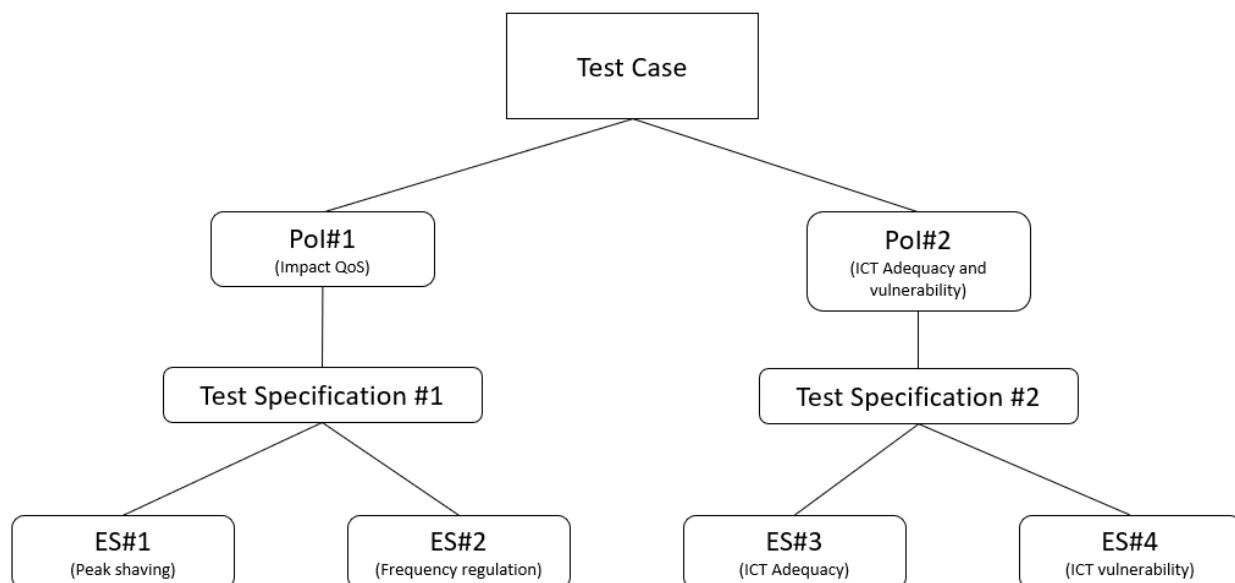 Test Case
PoI#1
(Impact QoS)
PoI#2
(ICT Adequacy and
vulnerability)
Test Specification #1
Test Specification #2
ES#1
(Peak shaving)
ES#2
(Frequency regulation)
ES#3
(ICT Adequacy)
ES#4
(ICT vulnerability)